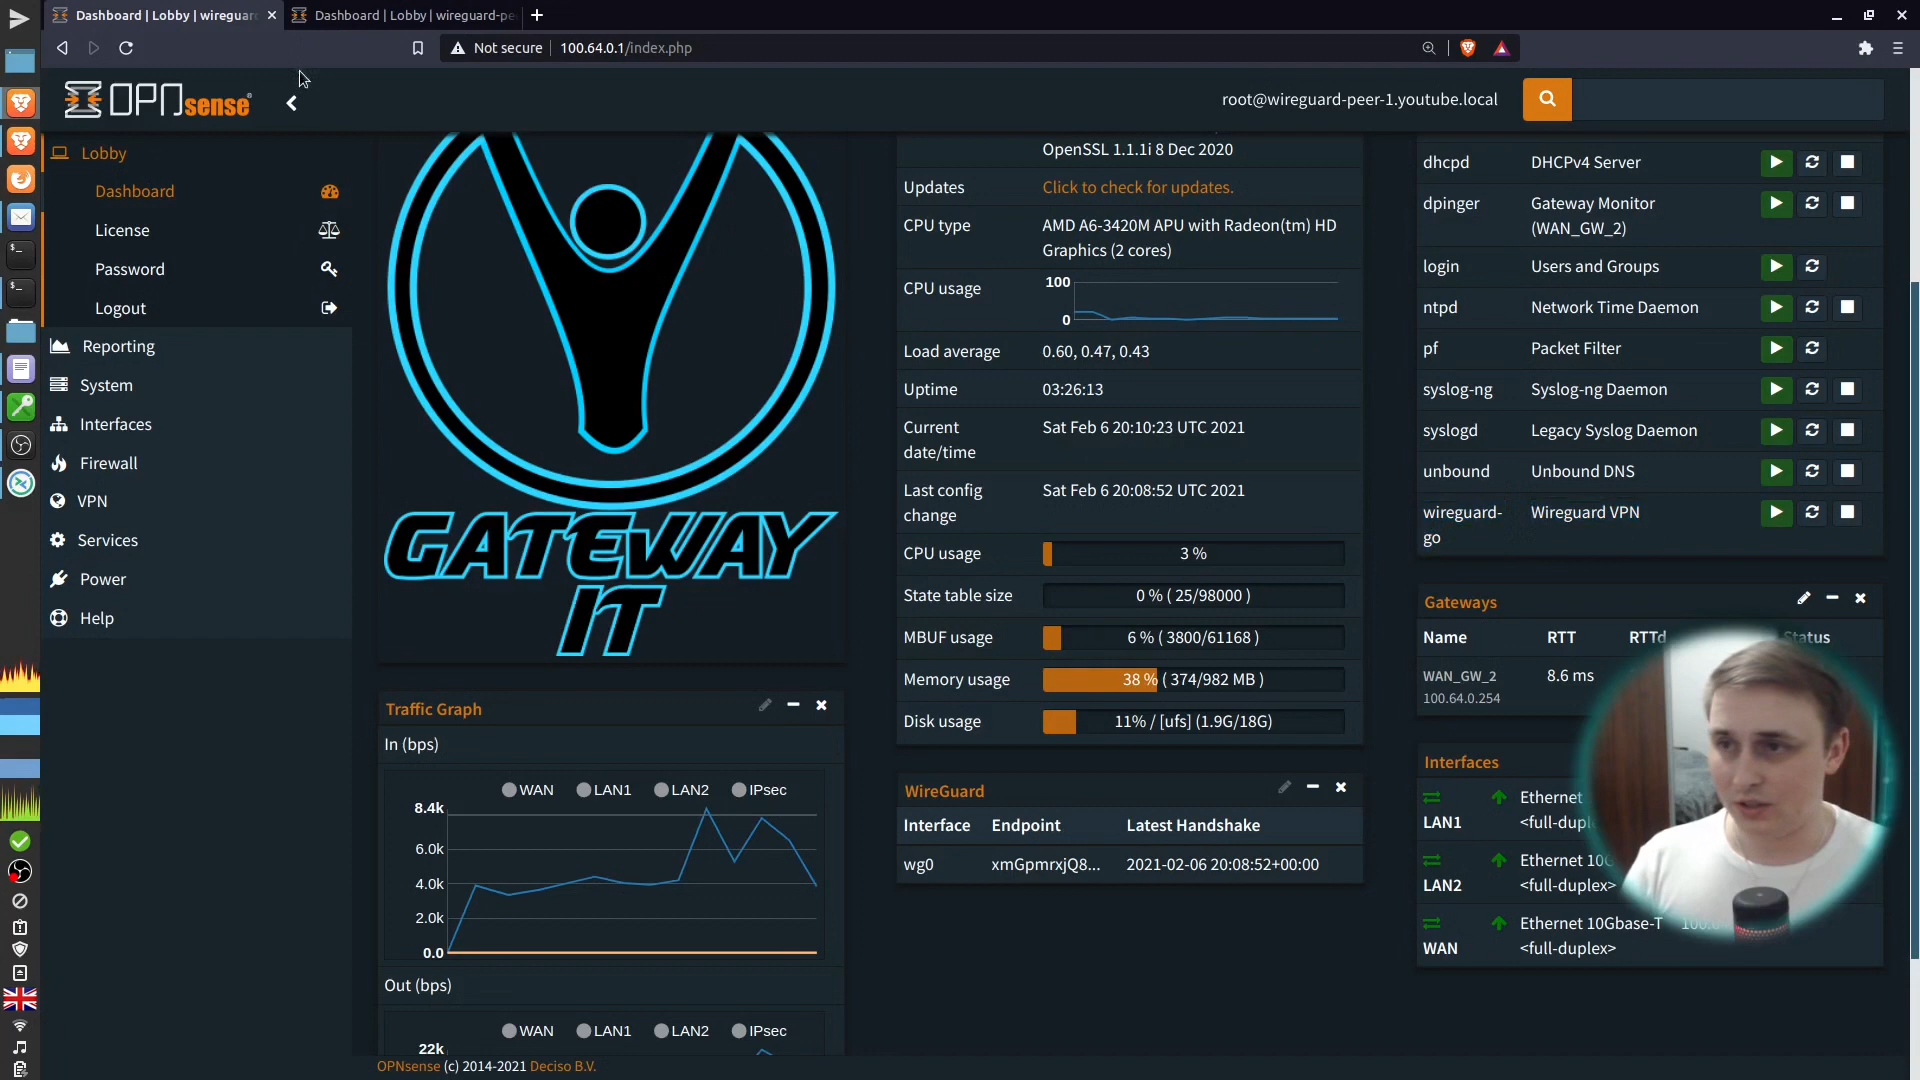 Dashboard | Lobby | wireguar
Dashboard | Lobby | wireguard-pe
Not secure
100.64.0.1/index.php
OPNsense
root@wireguard-peer-1.youtube.local
Lobby
Dashboard
License
Password
Logout
Reporting
System
Interfaces
Firewall
VPN
Services
Power
Help
GATEWAY
IT
Traffic Graph
In (bps)
WAN LAN1 LAN2 IPsec
8.4k
6.0k
4.0k
2.0k
0.0
Out (bps)
WAN LAN1 LAN2 IPsec
22k
OpenSSL 1.1.1i 8 Dec 2020
Updates Click to check for updates.
CPU type AMD A6-3420M APU with Radeon(tm) HD
Graphics (2 cores)
CPU usage 100
0
Load average 0.60, 0.47, 0.43
Uptime 03:26:13
Current Sat Feb 6 20:10:23 UTC 2021
date/time
Last config Sat Feb 6 20:08:52 UTC 2021
change
CPU usage 3 %
State table size 0 % ( 25/98000 )
MBUF usage 6 % ( 3800/61168 )
Memory usage 38 % ( 374/982 MB )
Disk usage 11% / [ufs] (1.9G/18G)
WireGuard
Interface Endpoint Latest Handshake
wg0 xmGpmrxjQ8... 2021-02-06 20:08:52+00:00
dhcpd DHCPv4 Server
dpinger Gateway Monitor
(WAN_GW_2)
login Users and Groups
ntpd Network Time Daemon
pf Packet Filter
syslog-ng Syslog-ng Daemon
syslogd Legacy Syslog Daemon
unbound Unbound DNS
wireguard- Wireguard VPN
go
Gateways
Name RTT RTTd Status
WAN_GW_2 8.6 ms
100.64.0.254
Interfaces
Ethernet
LAN1 <full-dupl
Ethernet 10G
LAN2 <full-duplex>
Ethernet 10Gbase-T
WAN <full-duplex>
OPNsense (c) 2014-2021 Deciso B.V.